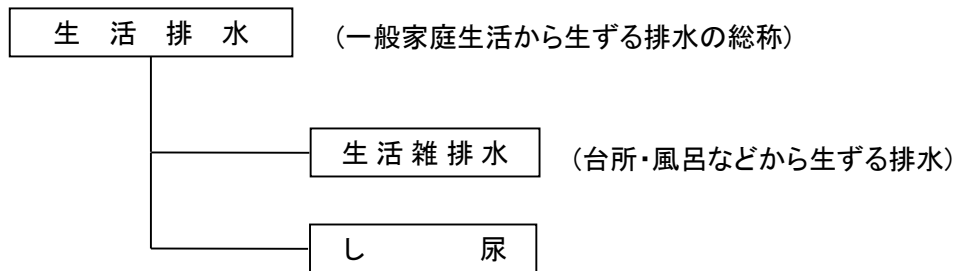 生活排水 (一般家庭生活から生ずる排水の総称)
生活雑排水 (台所・風呂などから生ずる排水)
し尿